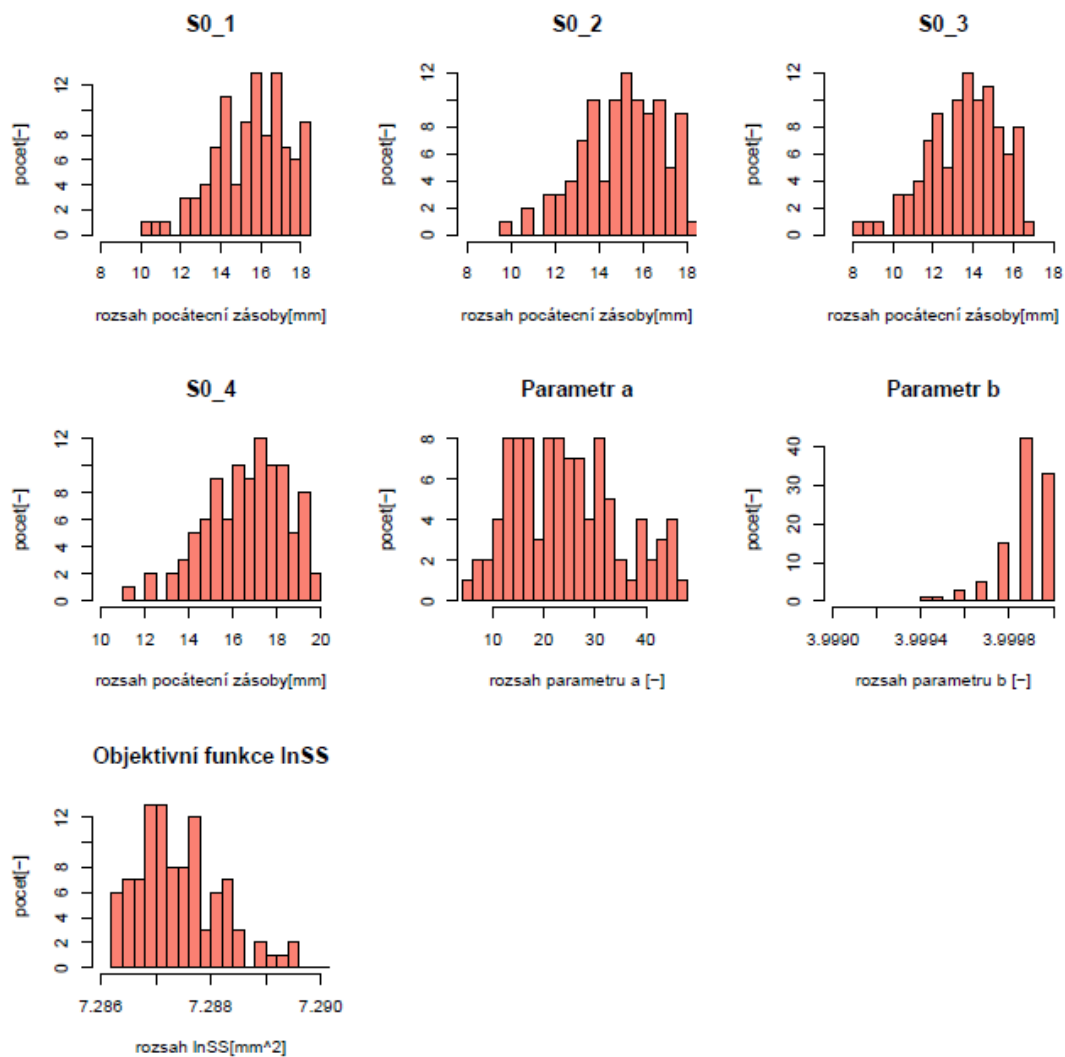 S0_1 S0_2 S0_3
pocet[−] 0 2 4 6 8 12 pocet[−] 0 2 4 6 8 12 pocet[−] 0 2 4 6 8 12
8 10 12 14 16 18 8 10 12 14 16 18 8 10 12 14 16 18
rozsah pocátecní zásoby[mm] rozsah pocátecní zásoby[mm] rozsah pocátecní zásoby[mm]
S0_4 Parametr a Parametr b
pocet[−] 0 2 4 6 8 12 pocet[−] 0 2 4 6 8 pocet[−] 0 10 20 30 40
10 12 14 16 18 20 10 20 30 40 3.9990 3.9994 3.9998
rozsah pocátecní zásoby[mm] rozsah parametru a [−] rozsah parametru b [−]
Objektivní funkce lnSS
pocet[−] 0 2 4 6 8 12
7.286 7.288 7.290
rozsah lnSS[mm^2]